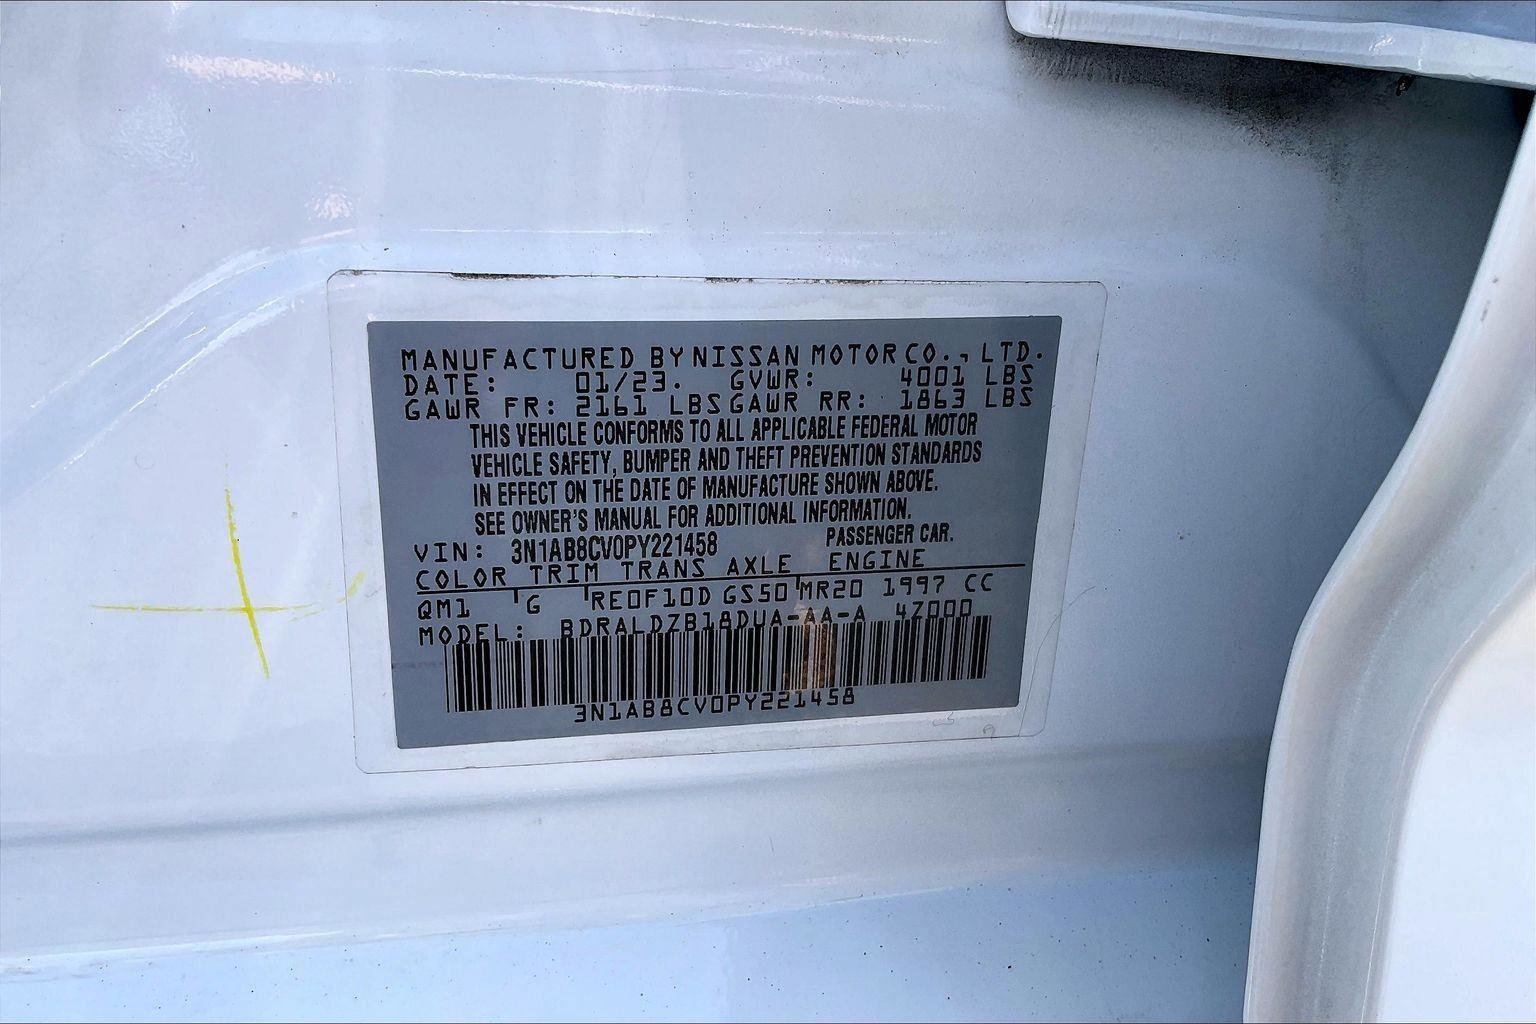 MANUFACTURED BY NISSAN MOTOR CO., LTD.
DATE: 01/23. GVWR: 4001 LBS
GAWR FR: 2161 LBS GAWR RR: 1863 LBS
THIS VEHICLE CONFORMS TO ALL APPLICABLE FEDERAL MOTOR
VEHICLE SAFETY, BUMPER AND THEFT PREVENTION STANDARDS
IN EFFECT ON THE DATE OF MANUFACTURE SHOWN ABOVE.
SEE OWNER'S MANUAL FOR ADDITIONAL INFORMATION.
VIN: 3N1AB8CV0PY221458 PASSENGER CAR.
COLOR TRIM TRANS AXLE ENGINE
QM1 G RE0F10D GS50 MR20 1997 CC
MODEL: BDRALDZB18DUA-AA-A 4Z000
3N1AB8CV0PY221458